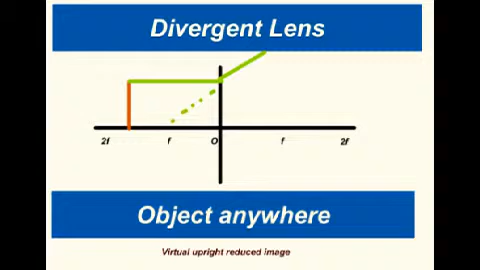 Divergent Lens
2f f O f 2f
Object anywhere
Virtual upright reduced image